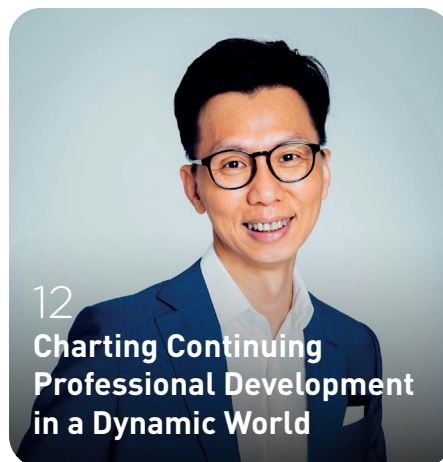 12
Charting Continuing
Professional Development
in a Dynamic World